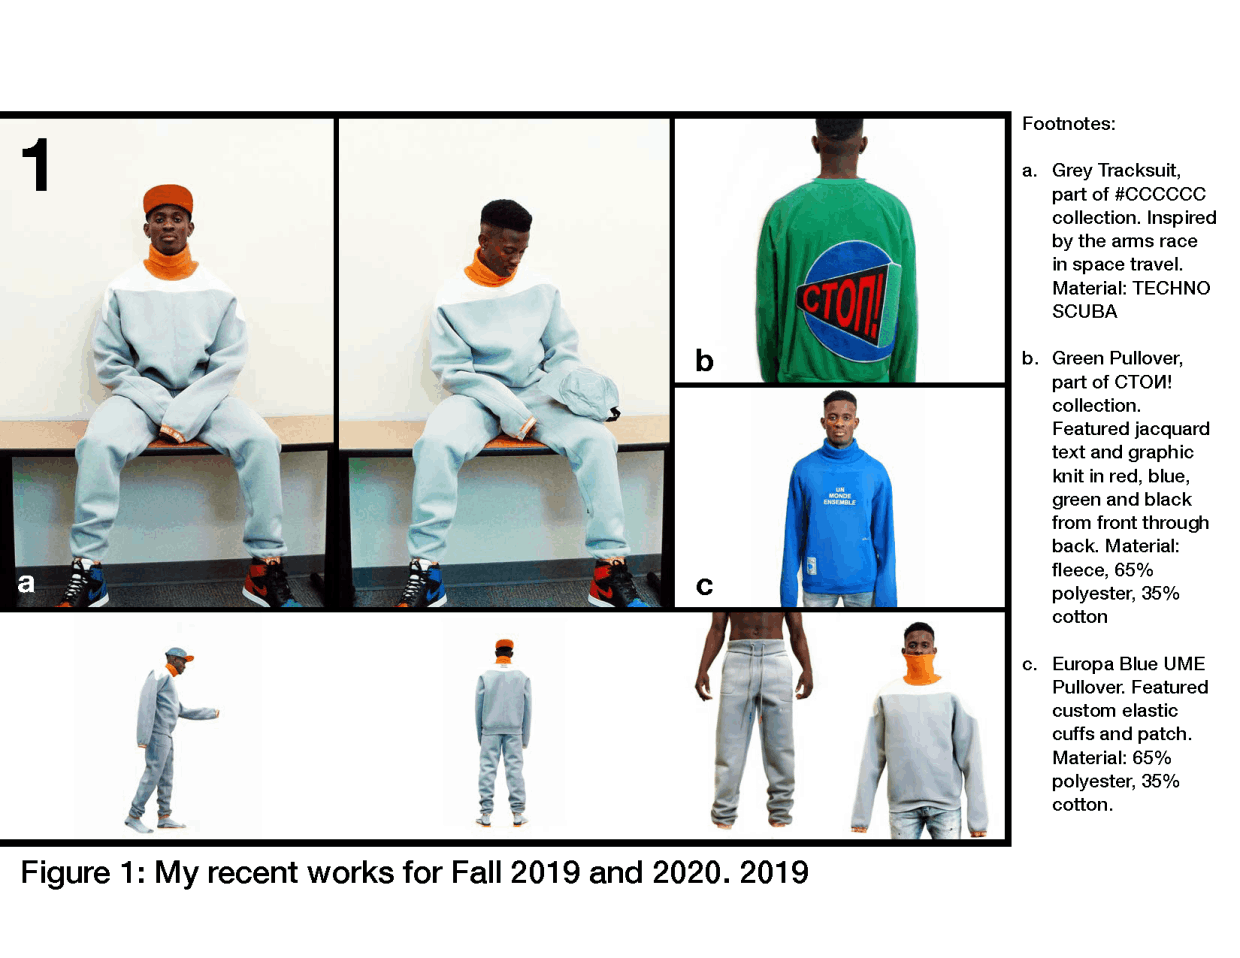 1
a
b
СТОП!
c
UN
MONDE
ENSEMBLE
Figure 1: My recent works for Fall 2019 and 2020. 2019
Footnotes:
a. Grey Tracksuit,
part of #CCCCCC
collection. Inspired
by the arms race
in space travel.
Material: TECHNO
SCUBA
b. Green Pullover,
part of СТОИ!
collection.
Featured jacquard
text and graphic
knit in red, blue,
green and black
from front through
back. Material:
fleece, 65%
polyester, 35%
cotton
c. Europa Blue UME
Pullover. Featured
custom elastic
cuffs and patch.
Material: 65%
polyester, 35%
cotton.